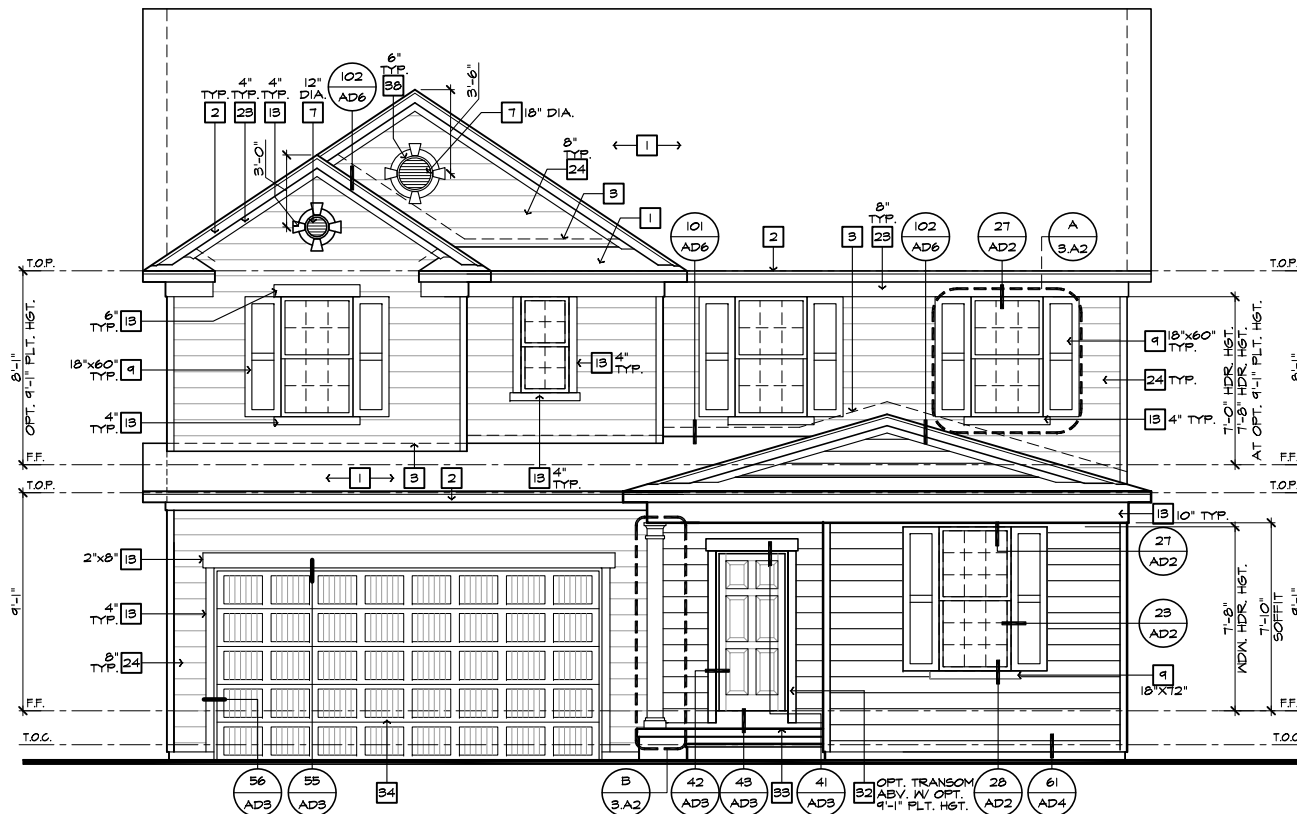 6"
TYP.
38
102
AD6
3'-6"
TYP.
2
4"
TYP.
23
4"
TYP.
13
12"
DIA.
7
7 18" DIA.
1
8"
TYP.
24
3'-0"
3
1
101
AD6
2
3
8"
TYP.
23
102
AD6
27
AD2
A
3.A2
T.O.P.
T.O.P.
6"
TYP. 13
18"x60"
TYP. 9
4"
TYP. 13
13 4"
TYP.
9 18"x60"
TYP.
24 TYP.
13 4" TYP.
8'-1"
OPT. 9'-1" PLT. HGT.
7'-0" HDR. HGT.
7'-8" HDR. HGT.
AT OPT. 9'-1" PLT. HGT
8'-1"
F.F.
F.F.
1
3
2
13 4"
TYP.
T.O.P.
T.O.P.
13 10" TYP.
27
AD2
2"x8" 13
4"
TYP. 13
8"
TYP. 24
23
AD2
9
18"X72"
9'-1"
7'-8"
WDW. HDR. HGT.
7'-10"
SOFFIT
9'-1"
F.F.
F.F.
T.O.C.
T.O.C.
56
AD3
55
AD3
34
B
3.A2
42
AD3
43
AD3
33
41
AD3
32 OPT. TRANSOM
ABV. W/ OPT.
9'-1" PLT. HGT.
28
AD2
61
AD4